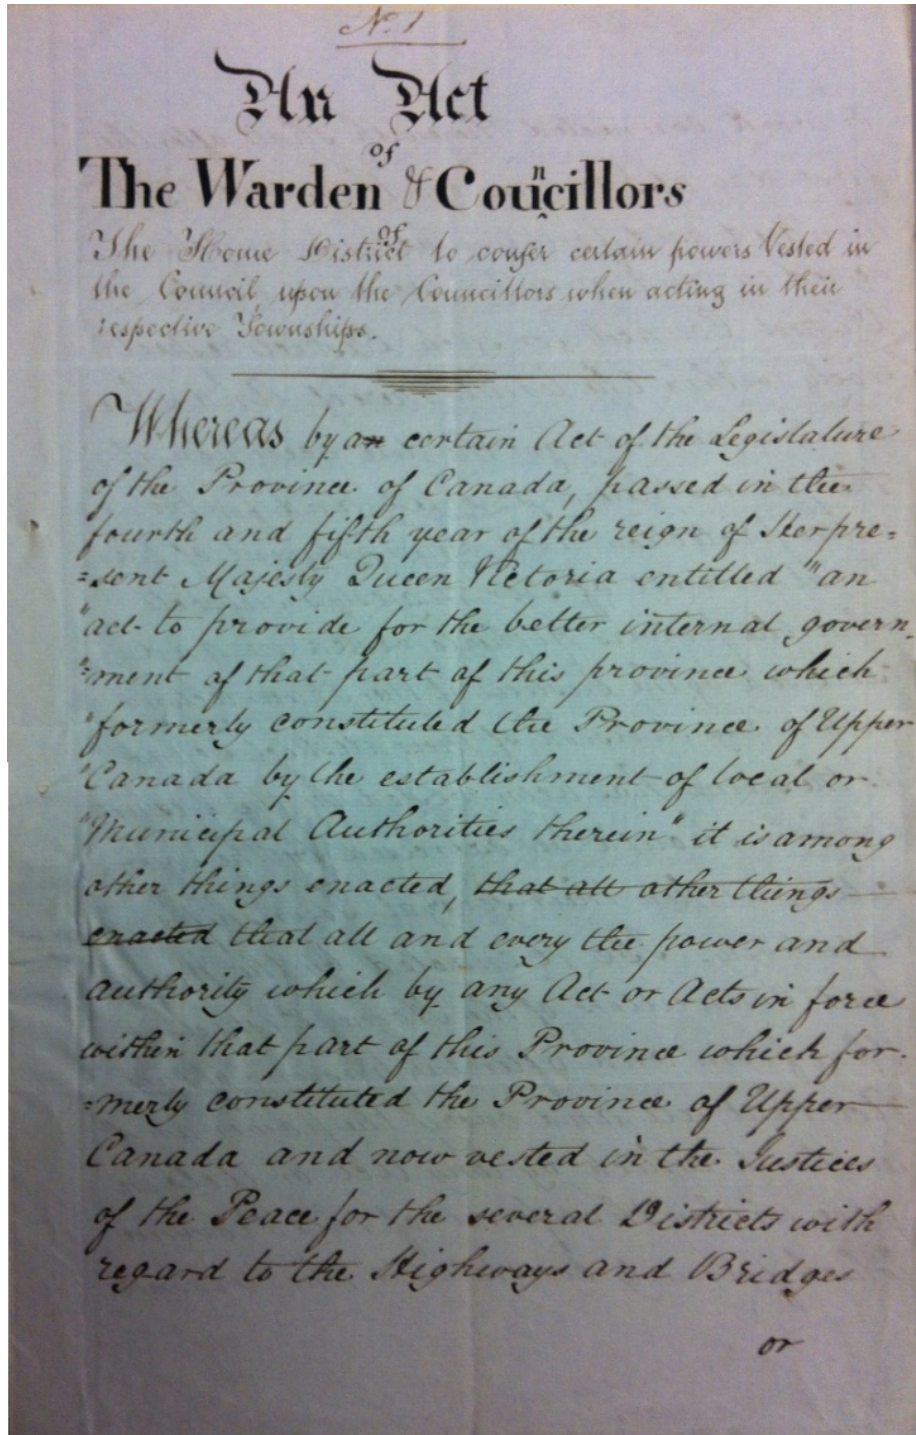 No. 1
An Act
of
The Warden & Councillors
of
The Home District to confer certain powers Vested in
the Council upon the Councillors when acting in their
respective Townships.
Whereas by an certain Act of the Legislature
of the Province of Canada, passed in the
fourth and fifth year of the reign of Her pre=
=sent Majesty Queen Victoria entitled "an
"act to provide for the better internal govern,
"=ment of that part of this province which
"formerly constituted the Province of Upper
"Canada by the establishment of local or
"Municipal Authorities therein" it is among
other things enacted, that all other things
enacted that all and every the power and
authority which by any Act or Acts in force
within that part of this Province which for-
=merly constituted the Province of Upper
Canada and now vested in the Justices
of the Peace for the several Districts with
regard to the Highways and Bridges
or